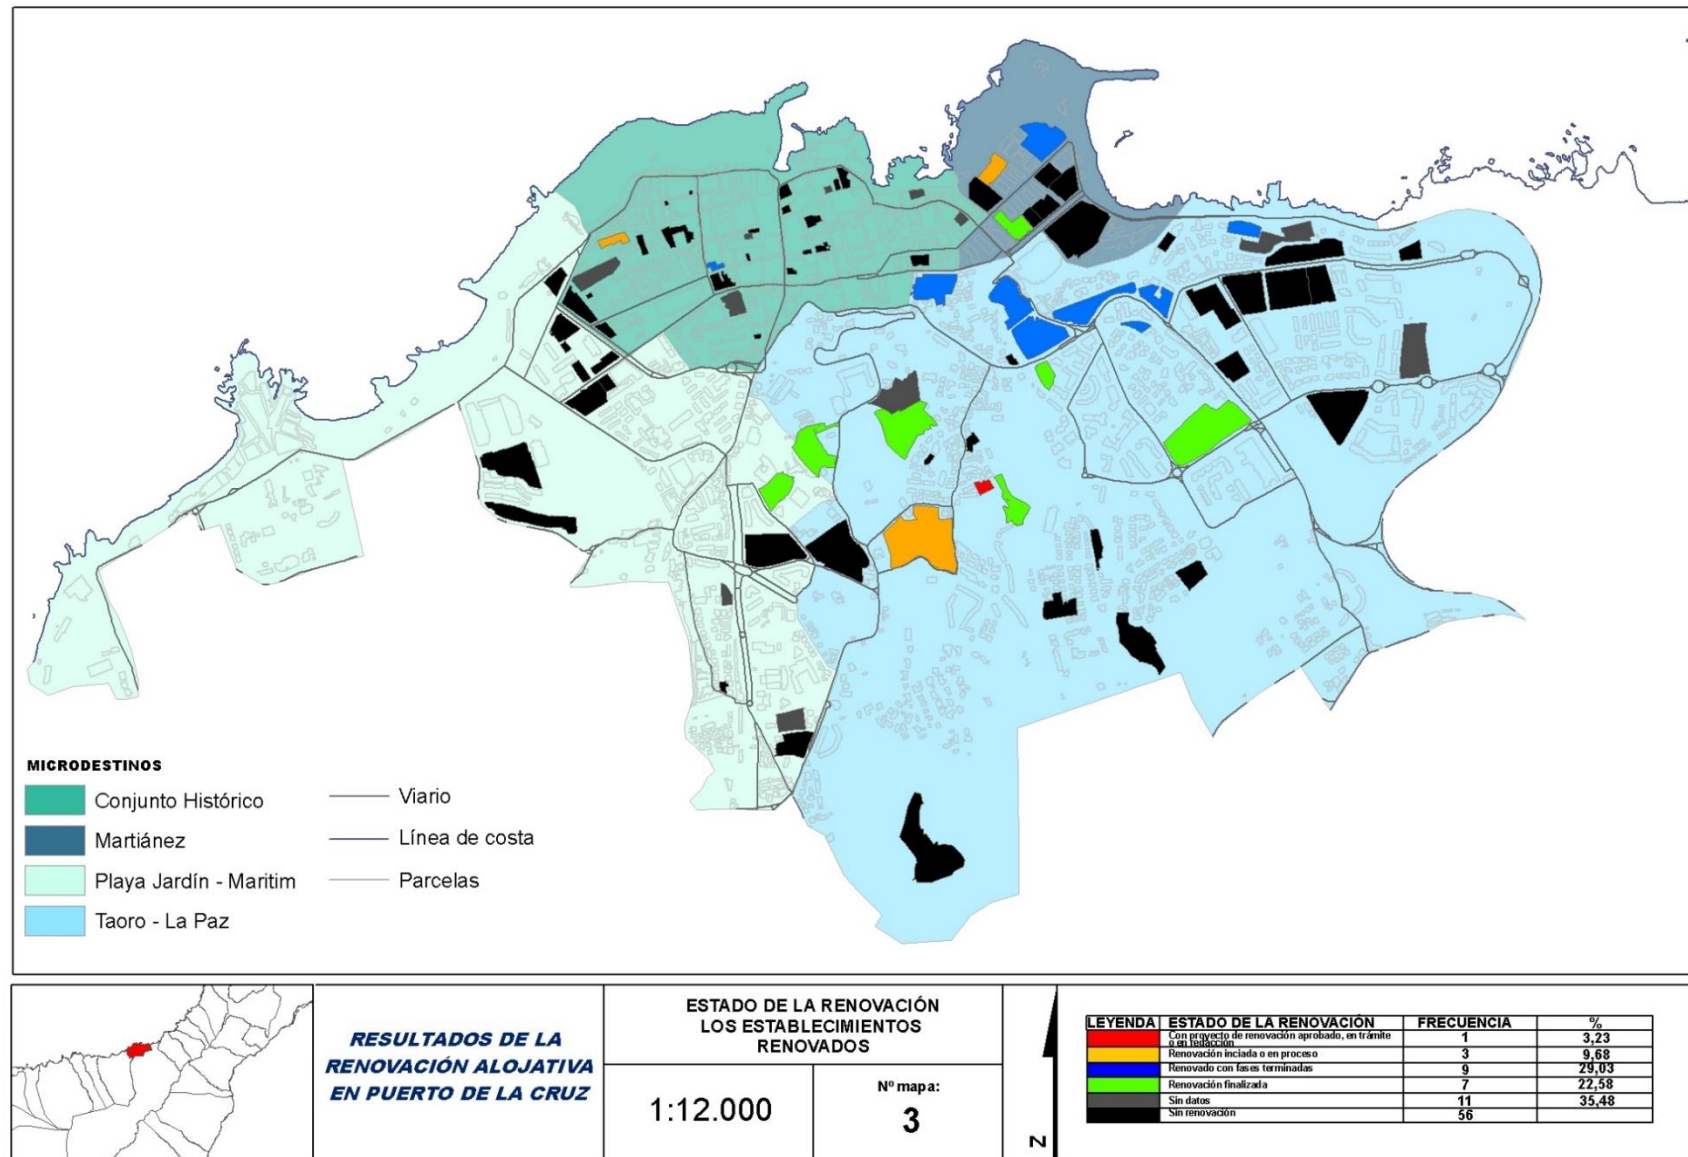 MICRODESTINOS
Conjunto Histórico
Martiánez
Playa Jardín - Maritim
Taoro - La Paz
Viario
Línea de costa
Parcelas
RESULTADOS DE LA
RENOVACIÓN ALOJATIVA
EN PUERTO DE LA CRUZ
ESTADO DE LA RENOVACIÓN
LOS ESTABLECIMIENTOS
RENOVADOS
1:12.000
Nº mapa:
3
N
LEYENDA ESTADO DE LA RENOVACIÓN FRECUENCIA %
Con proyecto de renovación aprobado, en trámite
o en redacción 1 3,23
Renovación inciada o en proceso 3 9,68
Renovado con fases terminadas 9 29,03
Renovación finalizada 7 22,58
Sin datos 11 35,48
Sin renovación 56